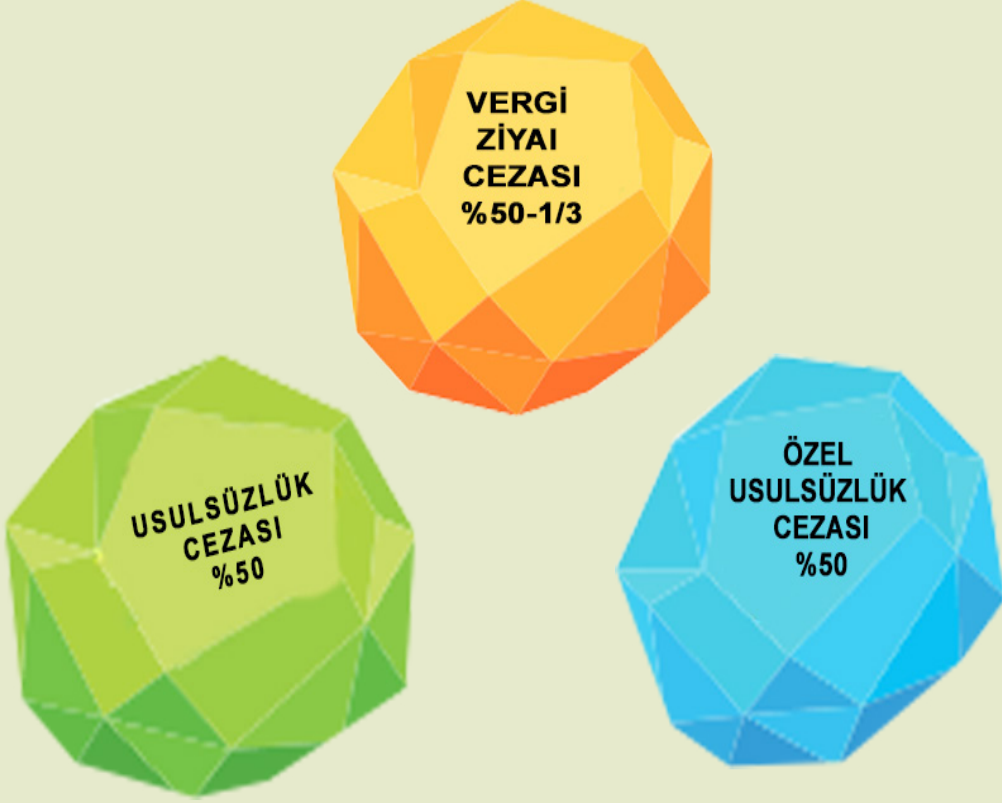 VERGİ
ZİYAI
CEZASI
%50-1/3
USULSÜZLÜK
CEZASI
%50
ÖZEL
USULSÜZLÜK
CEZASI
%50